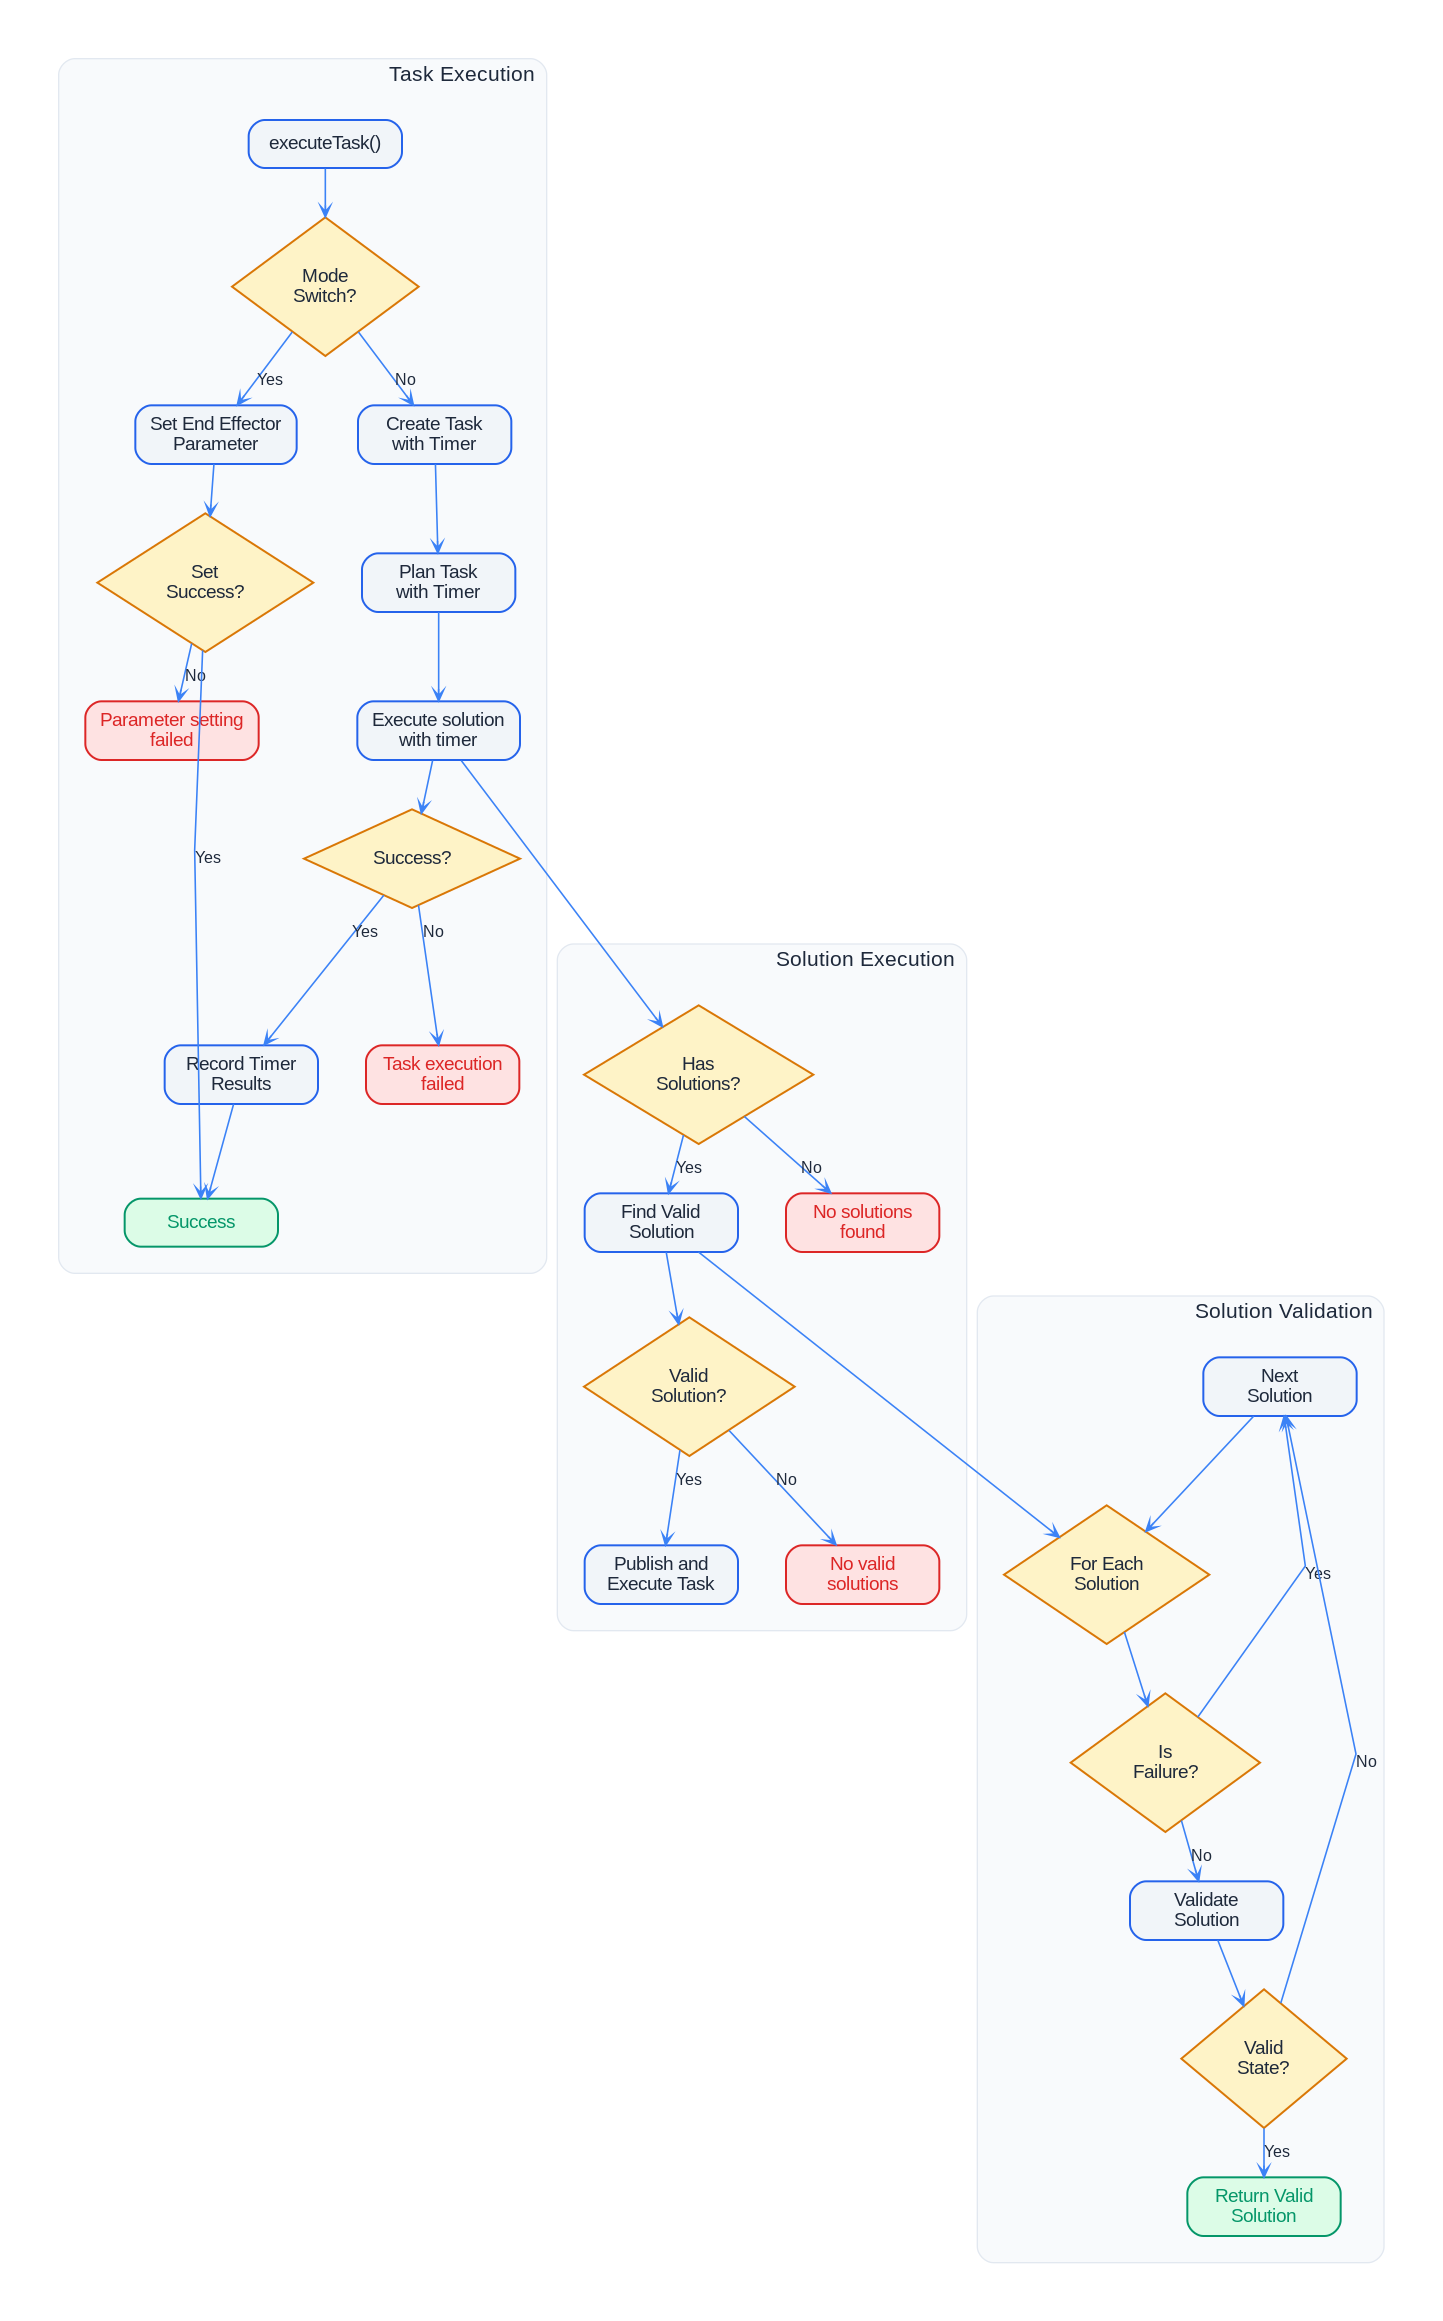 Task Execution
executeTask()
Mode
Switch?
Yes
No
Set End Effector
Parameter
Create Task
with Timer
Set
Success?
Plan Task
with Timer
No
Parameter setting
failed
Execute solution
with timer
Yes
Success?
Yes
No
Record Timer
Results
Task execution
failed
Success
Solution Execution
Has
Solutions?
Yes
No
Find Valid
Solution
No solutions
found
Valid
Solution?
Yes
No
Publish and
Execute Task
No valid
solutions
Solution Validation
Next
Solution
For Each
Solution
Yes
Is
Failure?
No
No
Validate
Solution
Valid
State?
Yes
Return Valid
Solution